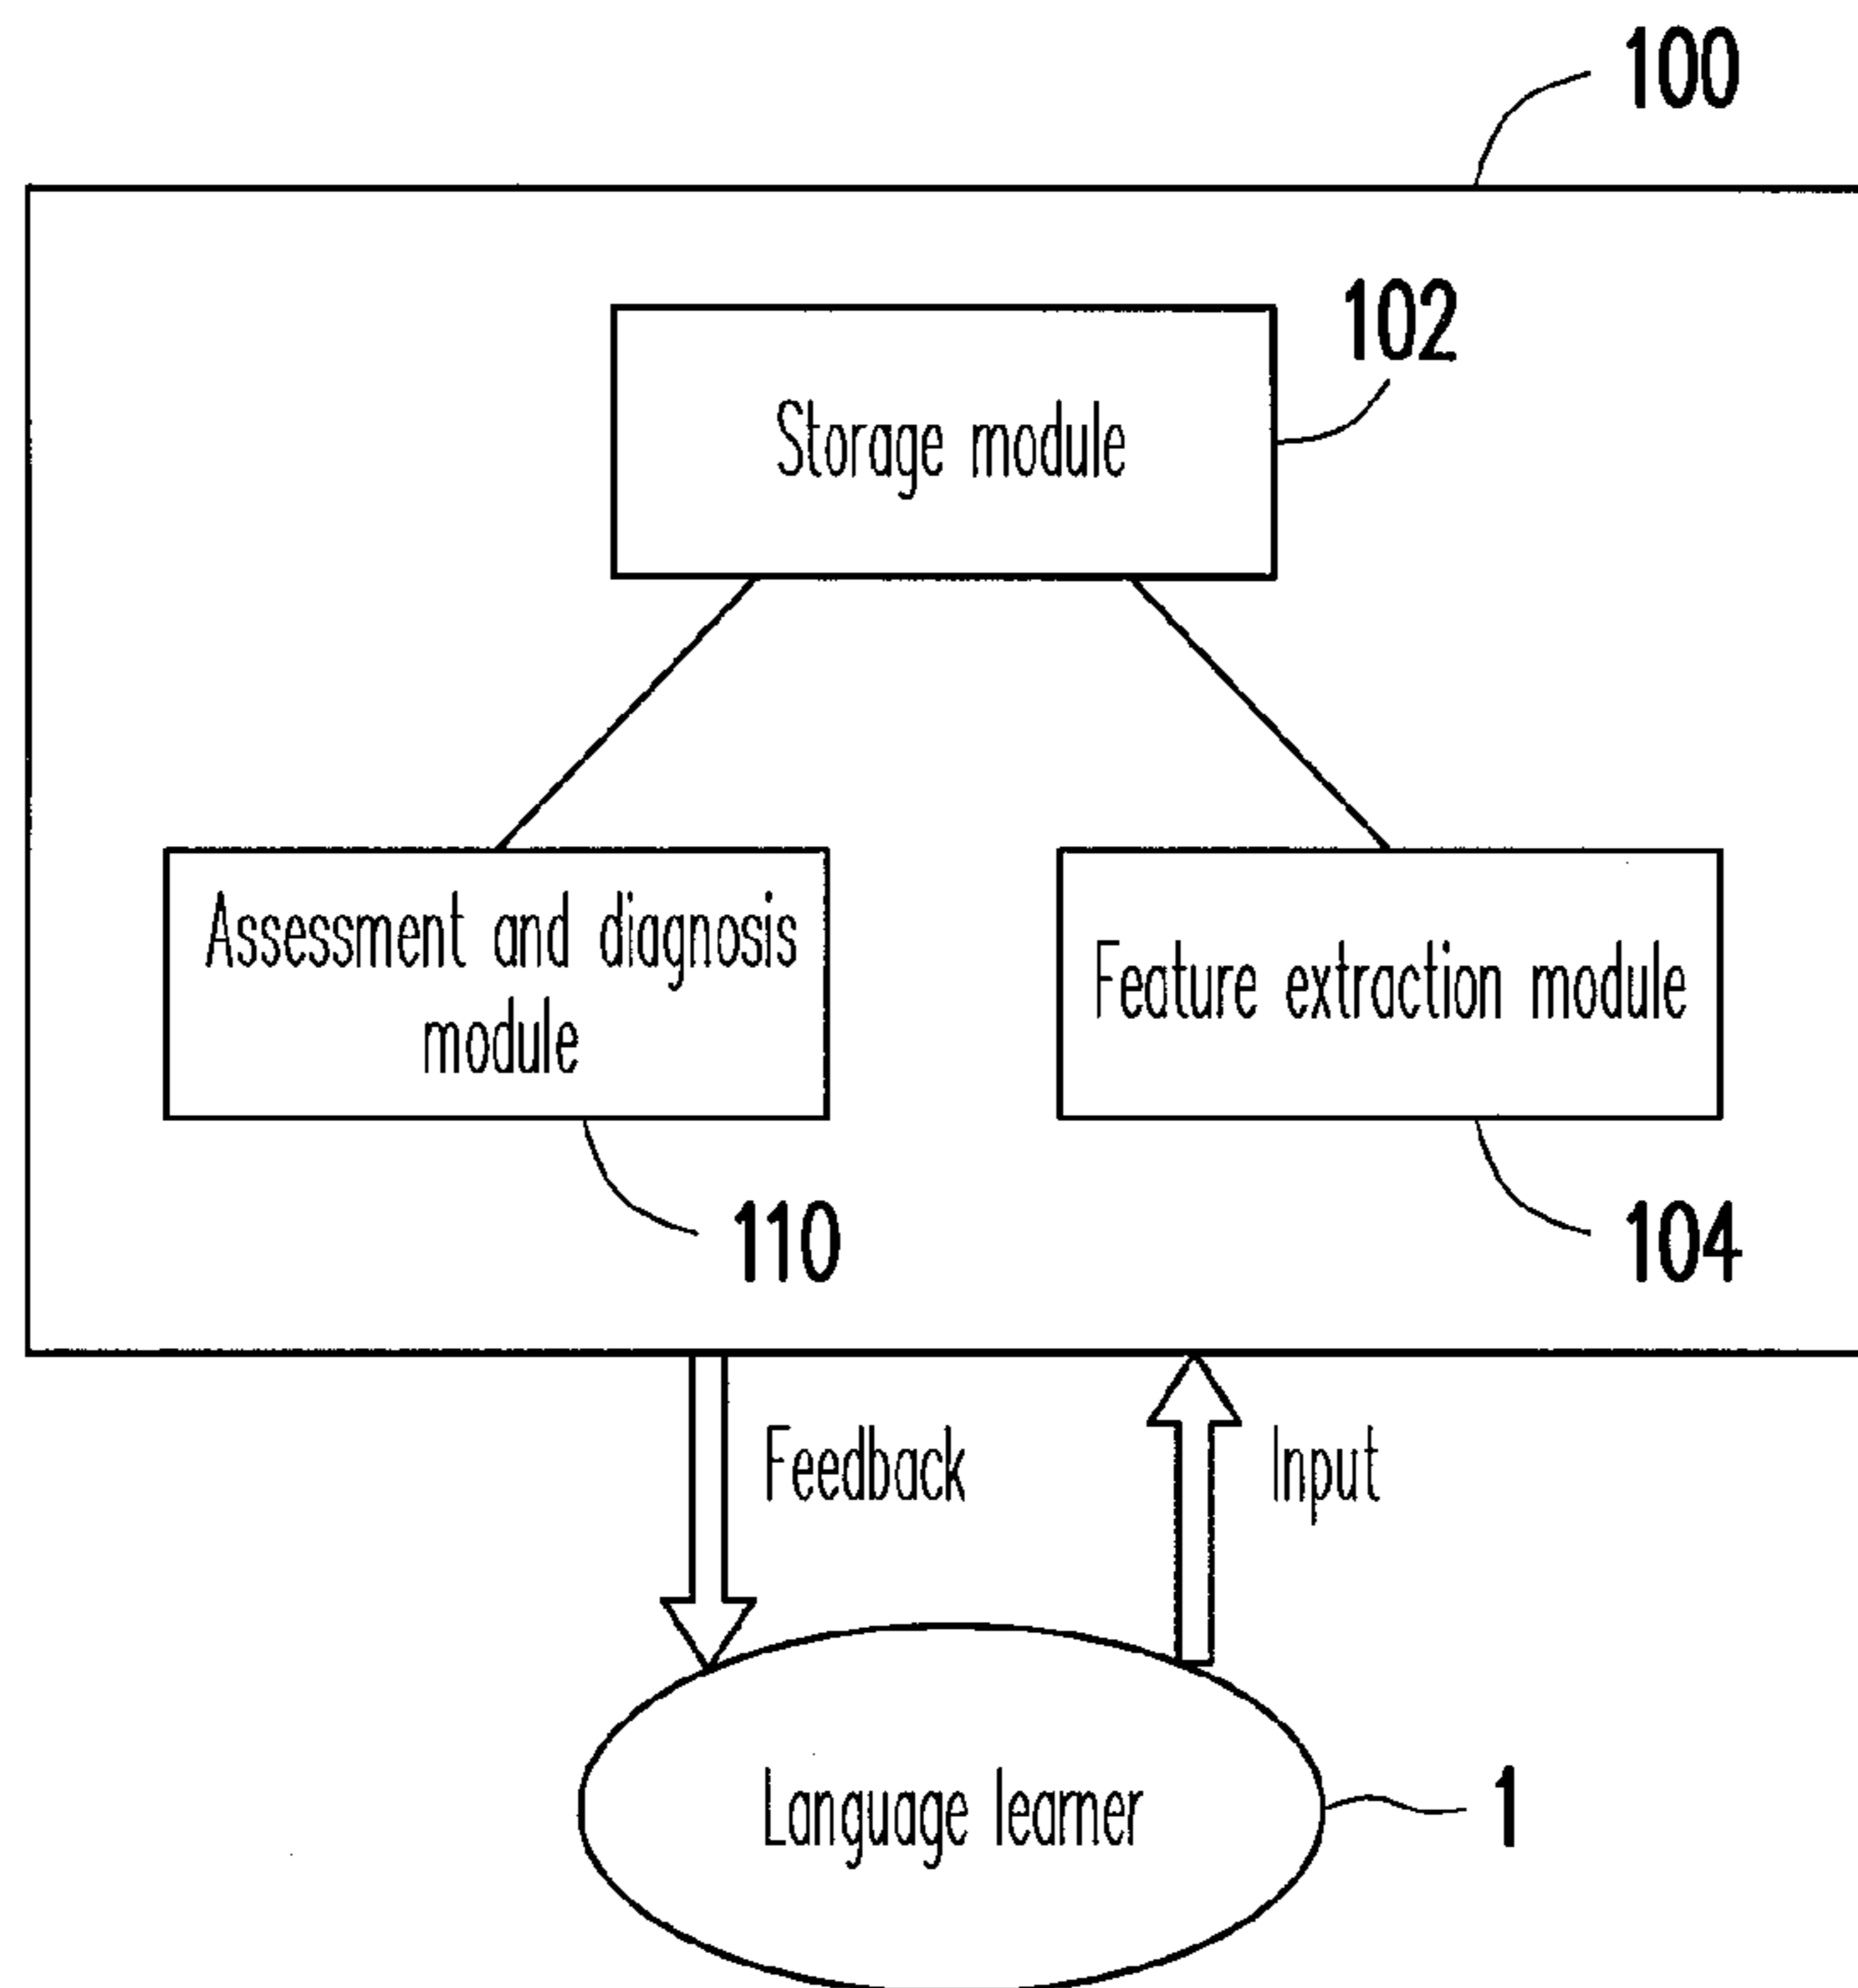 100
102
Storage module
Assessment and diagnosis
module
Feature extraction module
110
104
Feedback
Input
Language learner
1